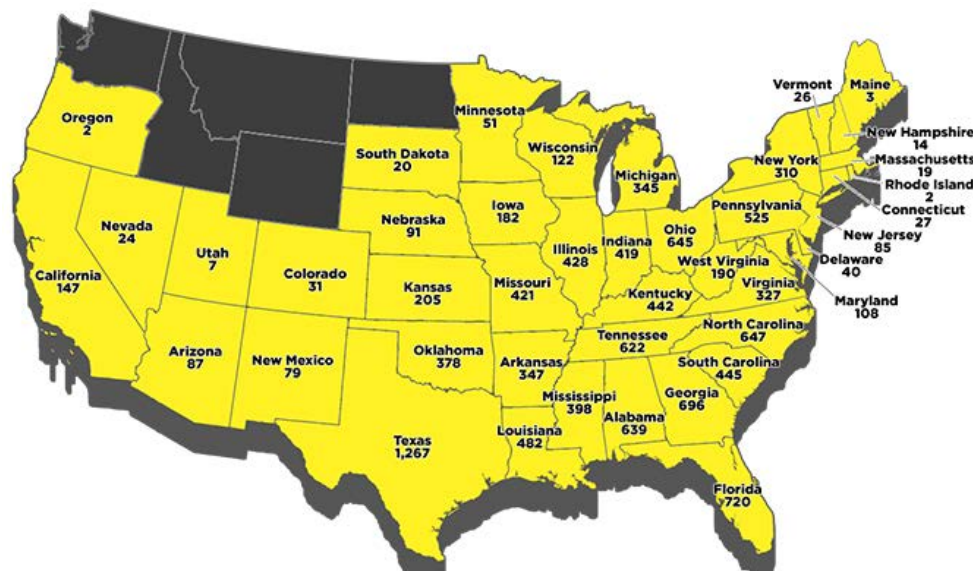 Vermont
26
Maine
3
Minnesota
51
Oregon
2
New Hampshire
14
Wisconsin
122
South Dakota
20
Massachusetts
19
New York
310
Michigan
345
Rhode Island
2
Pennsylvania
525
Connecticut
27
Iowa
182
Nebraska
91
Nevada
24
Ohio
645
New Jersey
85
Illinois
428
Indiana
419
Utah
7
West Virginia
190
Delaware
40
Colorado
31
California
147
Kansas
205
Missouri
421
Virginia
327
Kentucky
442
Maryland
108
North Carolina
647
Tennessee
622
Arizona
87
New Mexico
79
Oklahoma
378
Arkansas
347
South Carolina
445
Georgia
696
Mississippi
398
Alabama
639
Louisiana
482
Texas
1,267
Florida
720